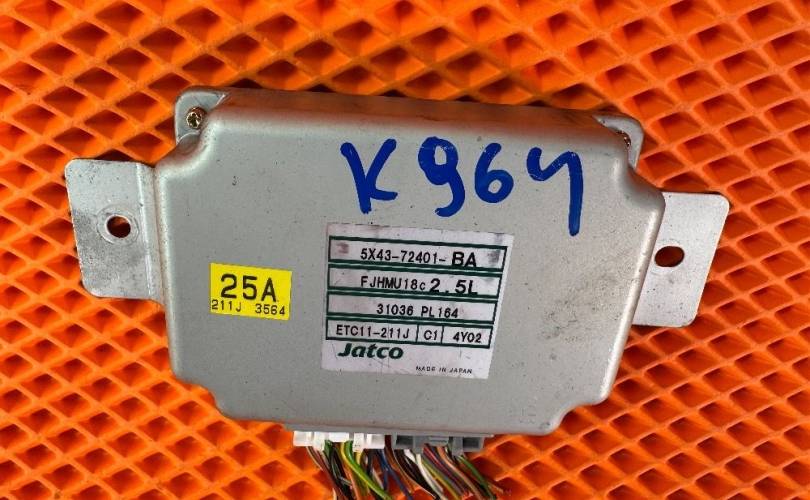 K964
5X43-72401-BA
FJHMU18c 2.5L
31036 PL164
ETC11-211J C1 4Y02
Jatco
MADE IN JAPAN
25A
211J 3564